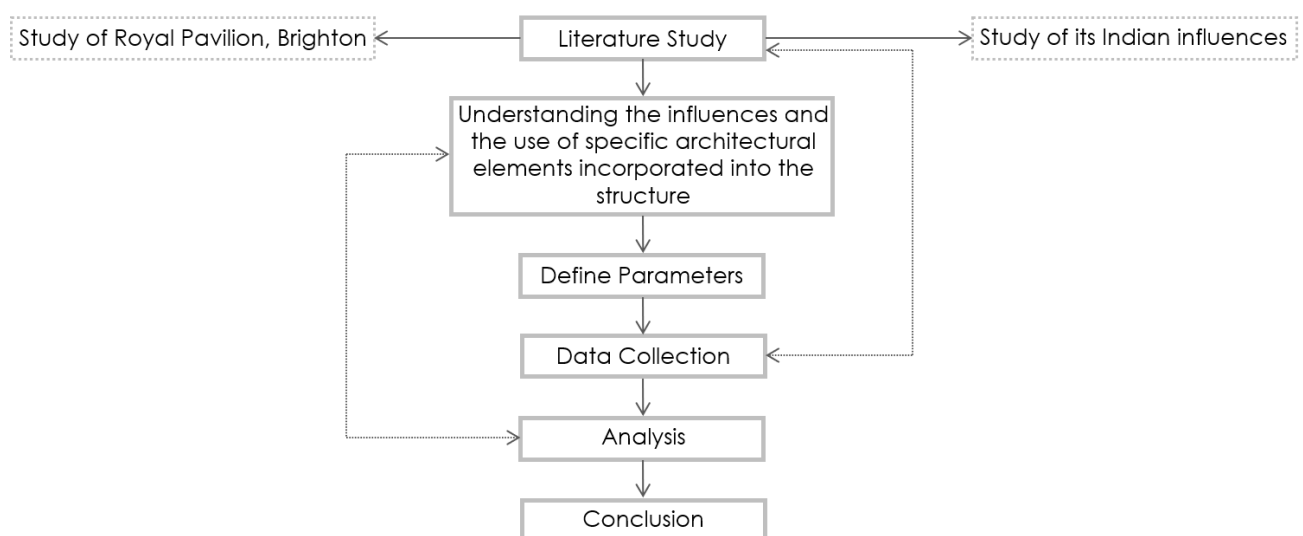 Study of Royal Pavilion, Brighton
Literature Study
Study of its Indian influences
Understanding the influences and
the use of specific architectural
elements incorporated into the
structure
Define Parameters
Data Collection
Analysis
Conclusion